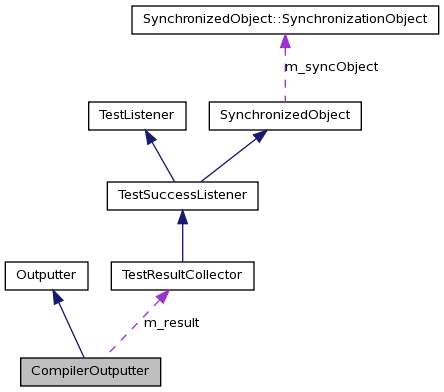 SynchronizedObject::SynchronizationObject
m_syncObject
TestListener
SynchronizedObject
TestSuccessListener
Outputter
TestResultCollector
m_result
CompilerOutputter